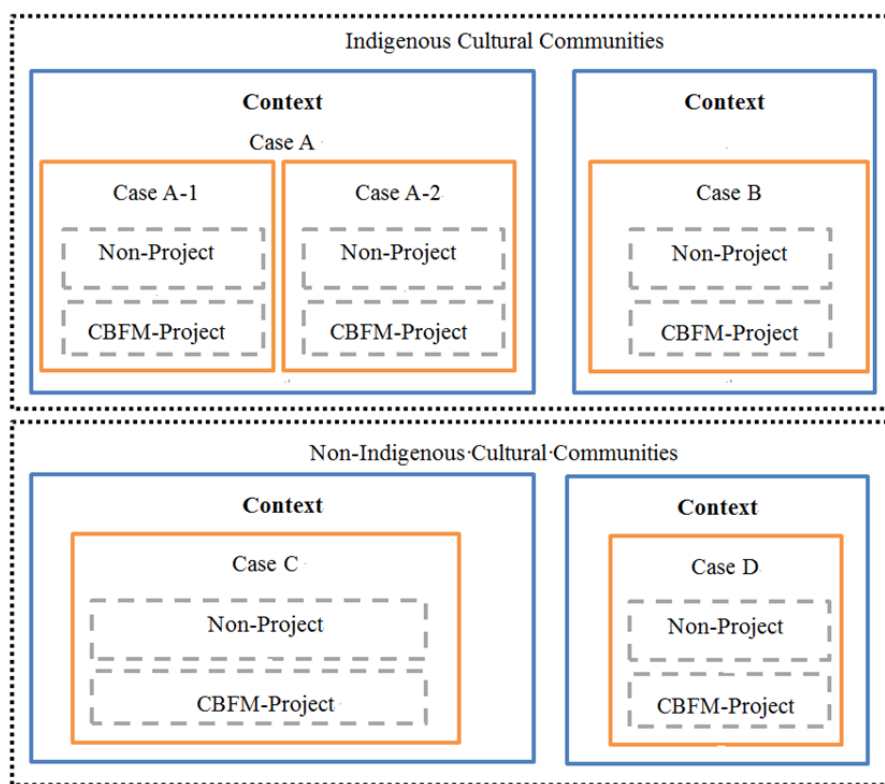 Indigenous Cultural Communities
Context
Case A
Case A-1
Non-Project
CBFM-Project
Case A-2
Non-Project
CBFM-Project
Context
Case B
Non-Project
CBFM-Project
Non-Indigenous·Cultural·Communities
Context
Case C
Non-Project
CBFM-Project
Context
Case D
Non-Project
CBFM-Project